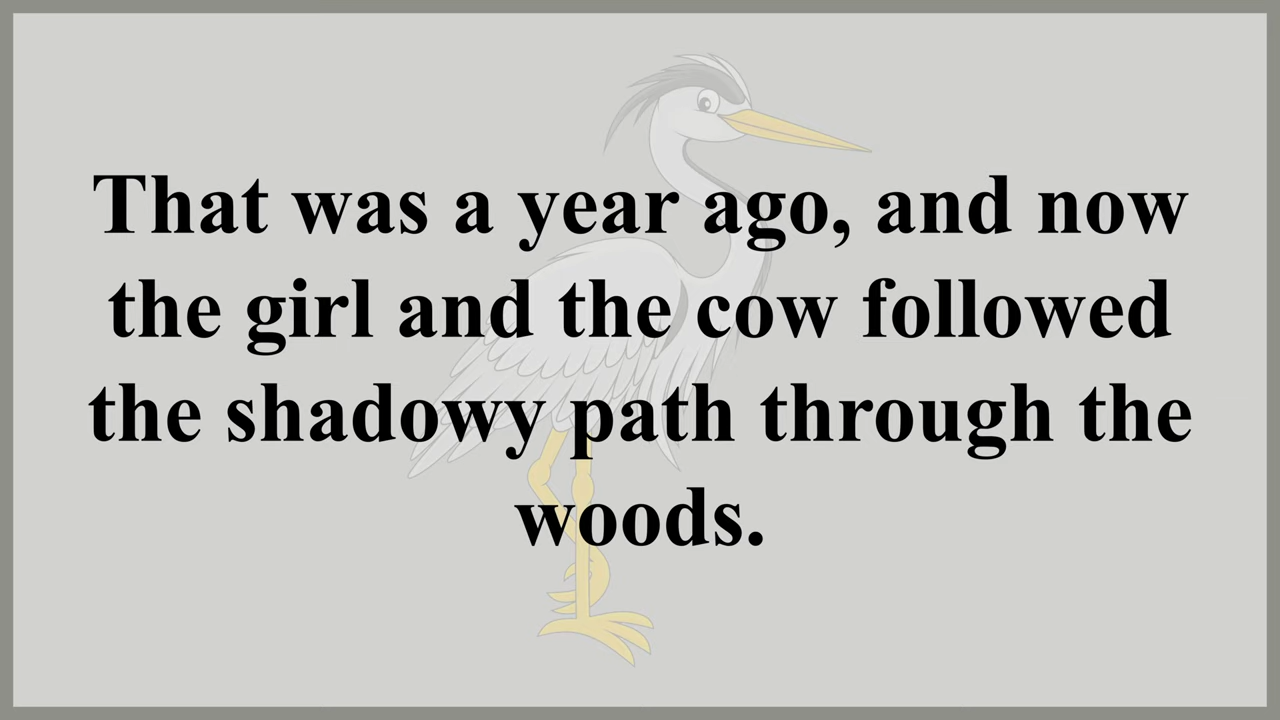 That was a year ago, and now
the girl and the cow followed
the shadowy path through the
woods.